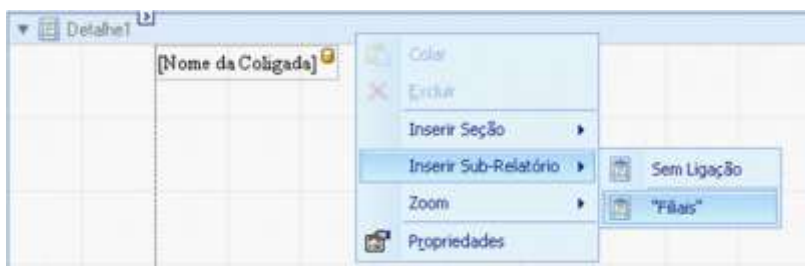 Detalhe1
[Nome da Coligada]
Colar
Excluir
Inserir Seção
Inserir Sub-Relatório
Sem Ligação
Zoom
"Filiais"
Propriedades